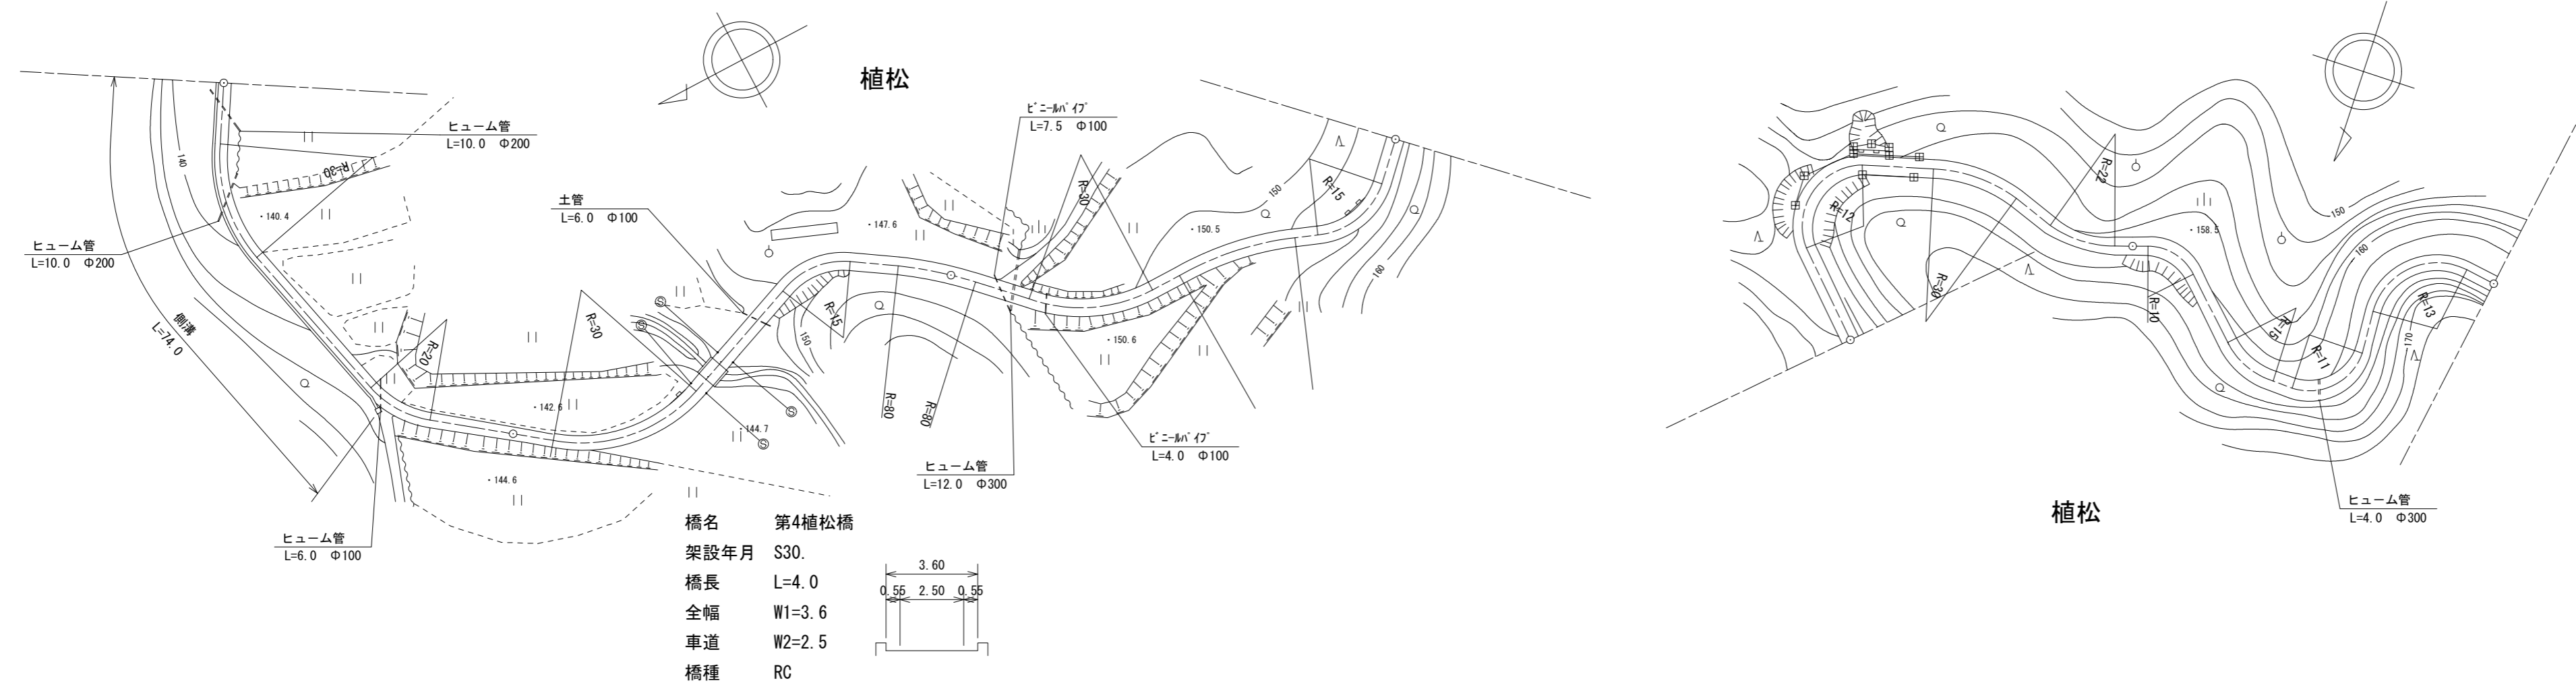 植松
ヒューム管
L=10.0 Φ200
ビニールパイプ
L=7.5 Φ100
140
R=30
・140.4
土管
L=6.0 Φ100
ヒューム管
L=10.0 Φ200
・147.6
R=30
・150.5
150
R=15
160
側溝
L=74.0
R=20
R=30
R=15
150
・150.6
・142.6
・144.7
R=80
R=80
ビニールパイプ
L=4.0 Φ100
ヒューム管
L=12.0 Φ300
・144.6
ヒューム管
L=6.0 Φ100
S
S
S
S
橋名 第4植松橋
架設年月 S30.
橋長 L=4.0
全幅 W1=3.6
車道 W2=2.5
橋種 RC
3.60
0.55 2.50 0.55
R=22
R=12
150
・158.5
160
R=30
R=10
R=15
R=11
R=13
170
植松
ヒューム管
L=4.0 Φ300